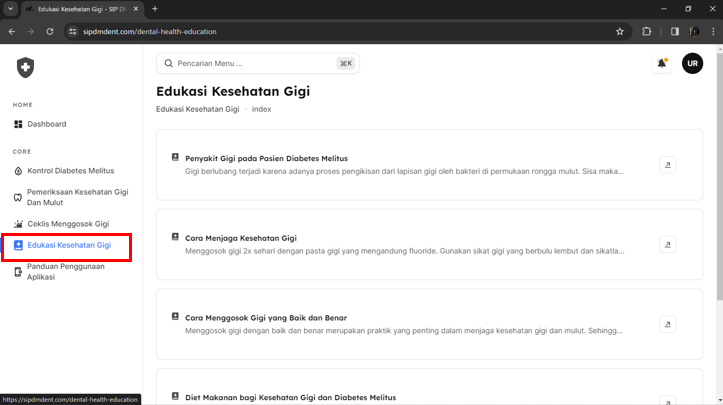 Edukasi Kesehatan Gigi - SIP D
sipdmdent.com/dental-health-education
Pencarian Menu ...
⌘K
UR
Edukasi Kesehatan Gigi
Edukasi Kesehatan Gigi · index
HOME
Dashboard
CORE
Kontrol Diabetes Melitus
Pemeriksaan Kesehatan Gigi
Dan Mulut
Ceklis Menggosok Gigi
Edukasi Kesehatan Gigi
Panduan Penggunaan
Aplikasi
Penyakit Gigi pada Pasien Diabetes Melitus
Gigi berlubang terjadi karena adanya proses pengikisan dari lapisan gigi oleh bakteri di permukaan rongga mulut. Sisa maka...
Cara Menjaga Kesehatan Gigi
Menggosok gigi 2x sehari dengan pasta gigi yang mengandung fluoride. Gunakan sikat gigi yang berbulu lembut dan sikatla...
Cara Menggosok Gigi yang Baik dan Benar
Menggosok gigi dengan baik dan benar merupakan praktik yang penting dalam menjaga kesehatan gigi dan mulut. Sehingg...
Diet Makanan bagi Kesehatan Gigi dan Diabetes Melitus
https://sipdmdent.com/dental-health-education